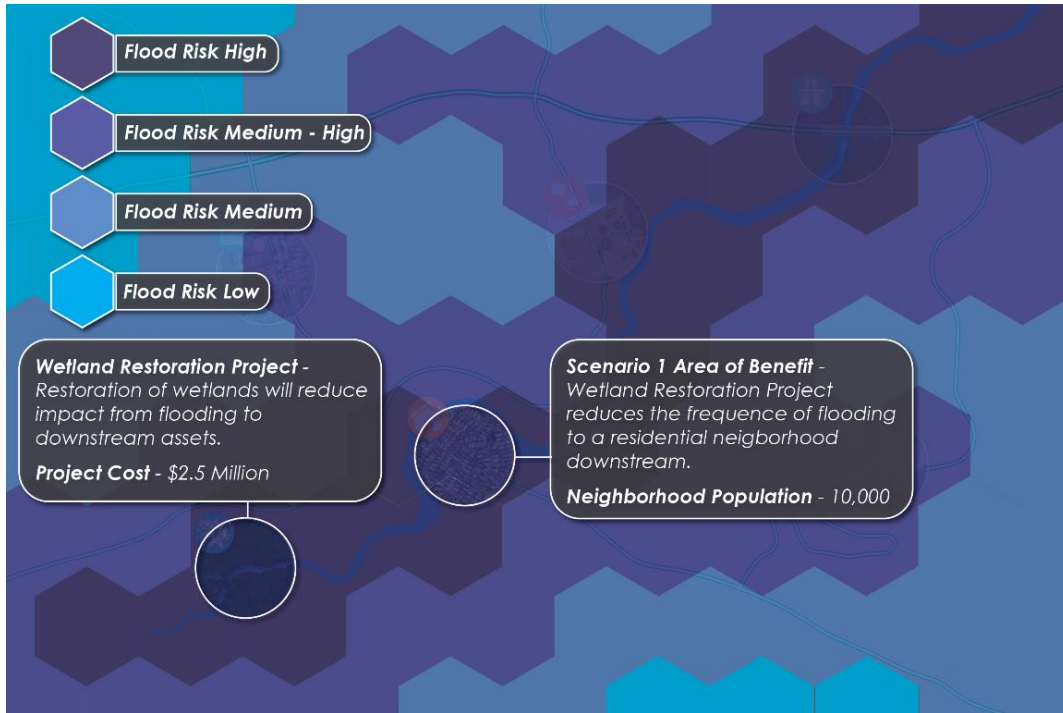 Flood Risk High
Flood Risk Medium - High
Flood Risk Medium
Flood Risk Low
Wetland Restoration Project -
Restoration of wetlands will reduce
impact from flooding to
downstream assets.
Project Cost - $2.5 Million
Scenario 1 Area of Benefit -
Wetland Restoration Project
reduces the frequence of flooding
to a residential neigborhood
downstream.
Neighborhood Population - 10,000